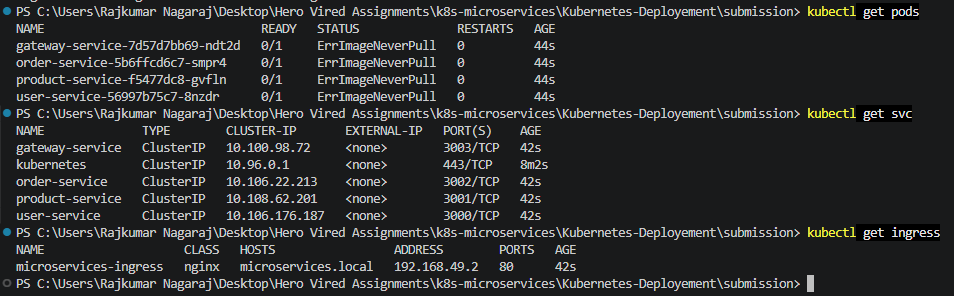 PS C:\Users\Rajkumar Nagaraj\Desktop\Hero Vired Assignments\k8s-microservices\Kubernetes-Deployement\submission> kubectl get pods
NAME READY STATUS RESTARTS AGE
gateway-service-7d57d7bb69-ndt2d 0/1 ErrImageNeverPull 0 44s
order-service-5b6ffcd6c7-smpr4 0/1 ErrImageNeverPull 0 44s
product-service-f5477dc8-gvfln 0/1 ErrImageNeverPull 0 44s
user-service-56997b75c7-8nzdr 0/1 ErrImageNeverPull 0 44s
PS C:\Users\Rajkumar Nagaraj\Desktop\Hero Vired Assignments\k8s-microservices\Kubernetes-Deployement\submission> kubectl get svc
NAME TYPE CLUSTER-IP EXTERNAL-IP PORT(S) AGE
gateway-service ClusterIP 10.100.98.72 <none> 3003/TCP 42s
kubernetes ClusterIP 10.96.0.1 <none> 443/TCP 8m2s
order-service ClusterIP 10.106.22.213 <none> 3002/TCP 42s
product-service ClusterIP 10.108.62.201 <none> 3001/TCP 42s
user-service ClusterIP 10.106.176.187 <none> 3000/TCP 42s
PS C:\Users\Rajkumar Nagaraj\Desktop\Hero Vired Assignments\k8s-microservices\Kubernetes-Deployement\submission> kubectl get ingress
NAME CLASS HOSTS ADDRESS PORTS AGE
microservices-ingress nginx microservices.local 192.168.49.2 80 42s
PS C:\Users\Rajkumar Nagaraj\Desktop\Hero Vired Assignments\k8s-microservices\Kubernetes-Deployement\submission>